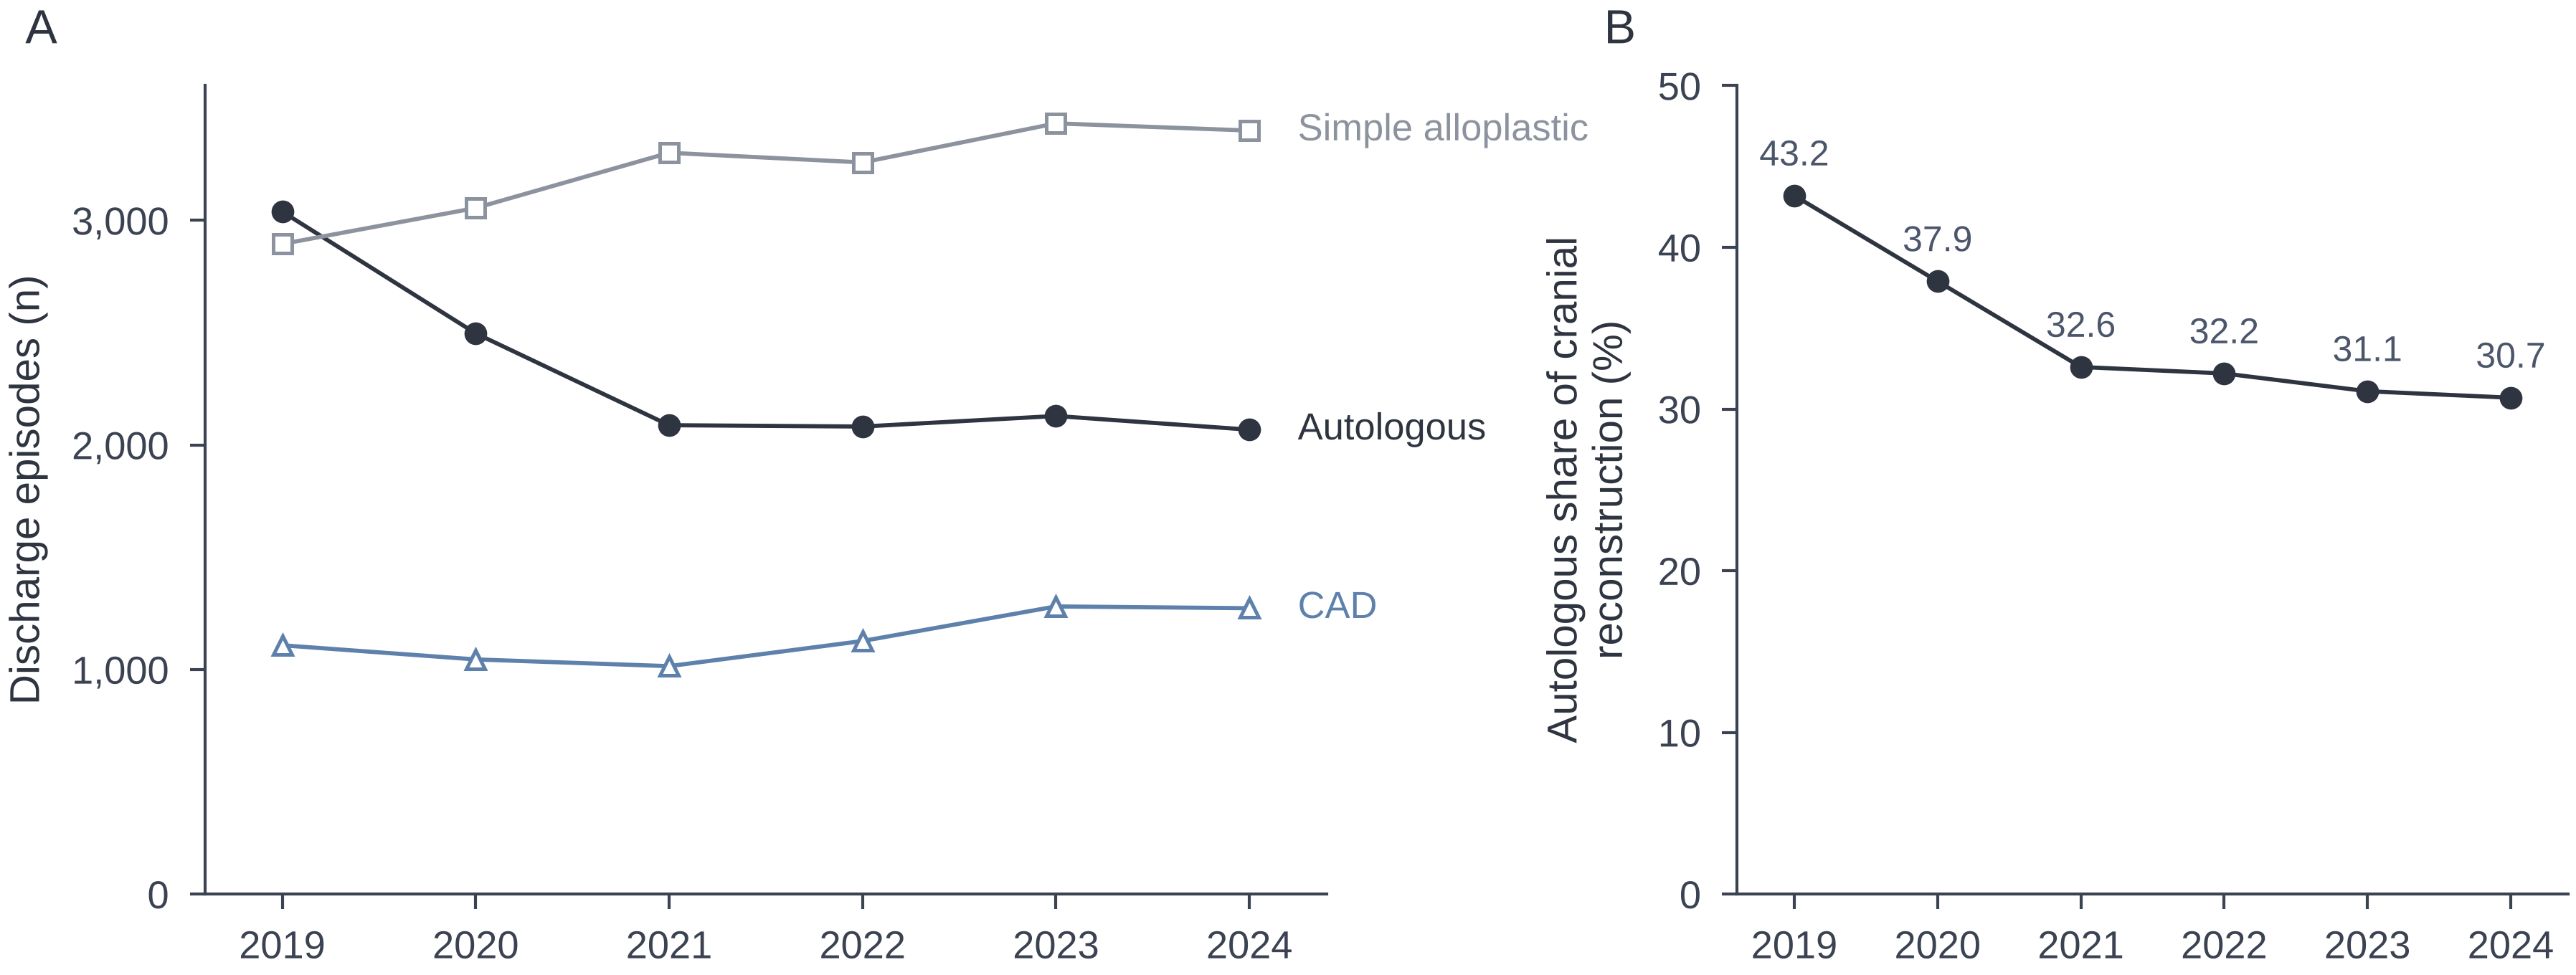 A
Discharge episodes (n)
3,000
2,000
1,000
0
2019 2020 2021 2022 2023 2024
Simple alloplastic
Autologous
CAD
B
Autologous share of cranial
reconstruction (%)
50
40
30
20
10
0
43.2
37.9
32.6
32.2
31.1
30.7
2019 2020 2021 2022 2023 2024